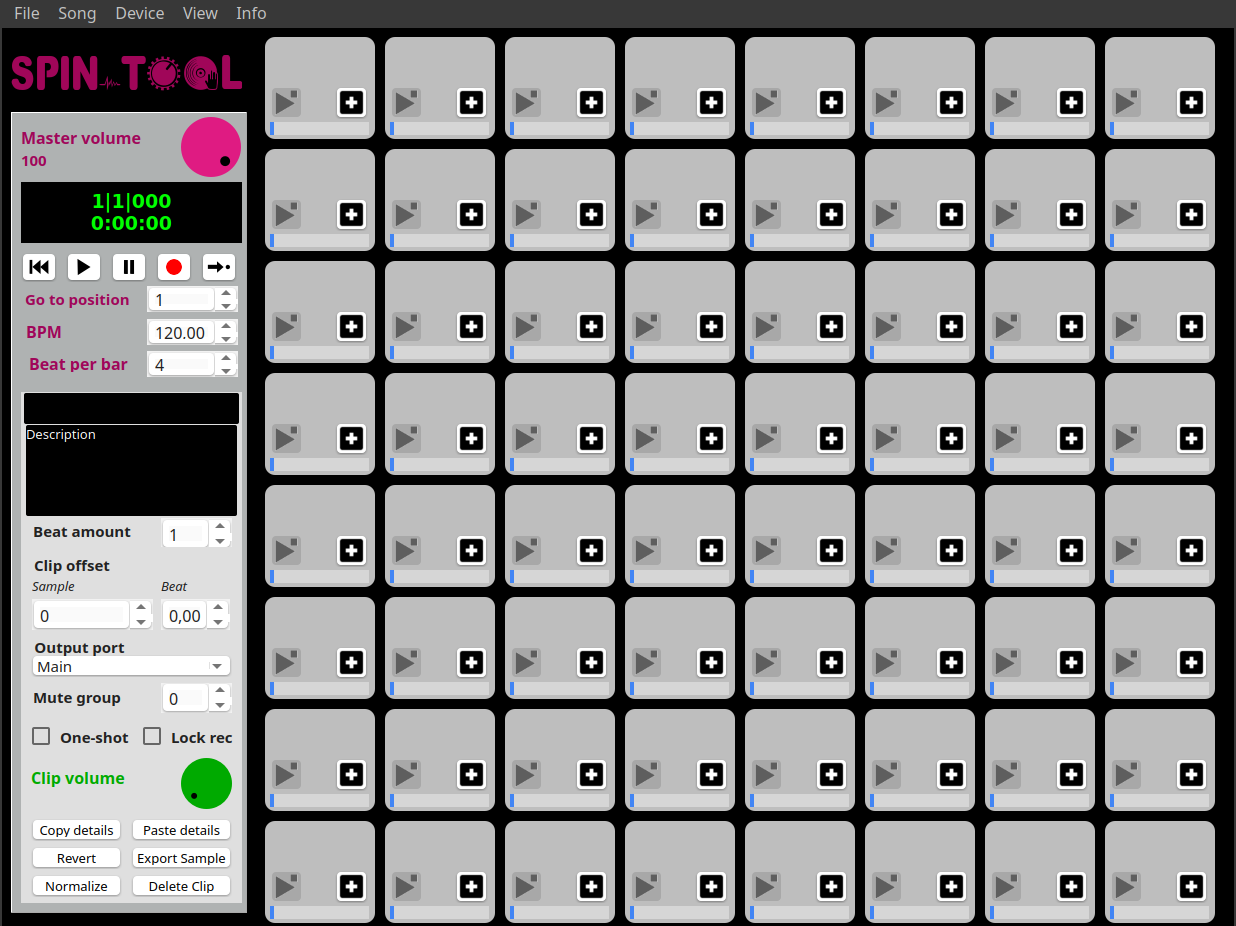 File Song Device View Info
SPIN TOOL
Master volume
100
1|1|000
0:00:00
Go to position 1
BPM 120.00
Beat per bar 4
Description
Beat amount 1
Clip offset
Sample Beat
0 0,00
Output port
Main
Mute group 0
One-shot Lock rec
Clip volume
Copy details Paste details
Revert Export Sample
Normalize Delete Clip